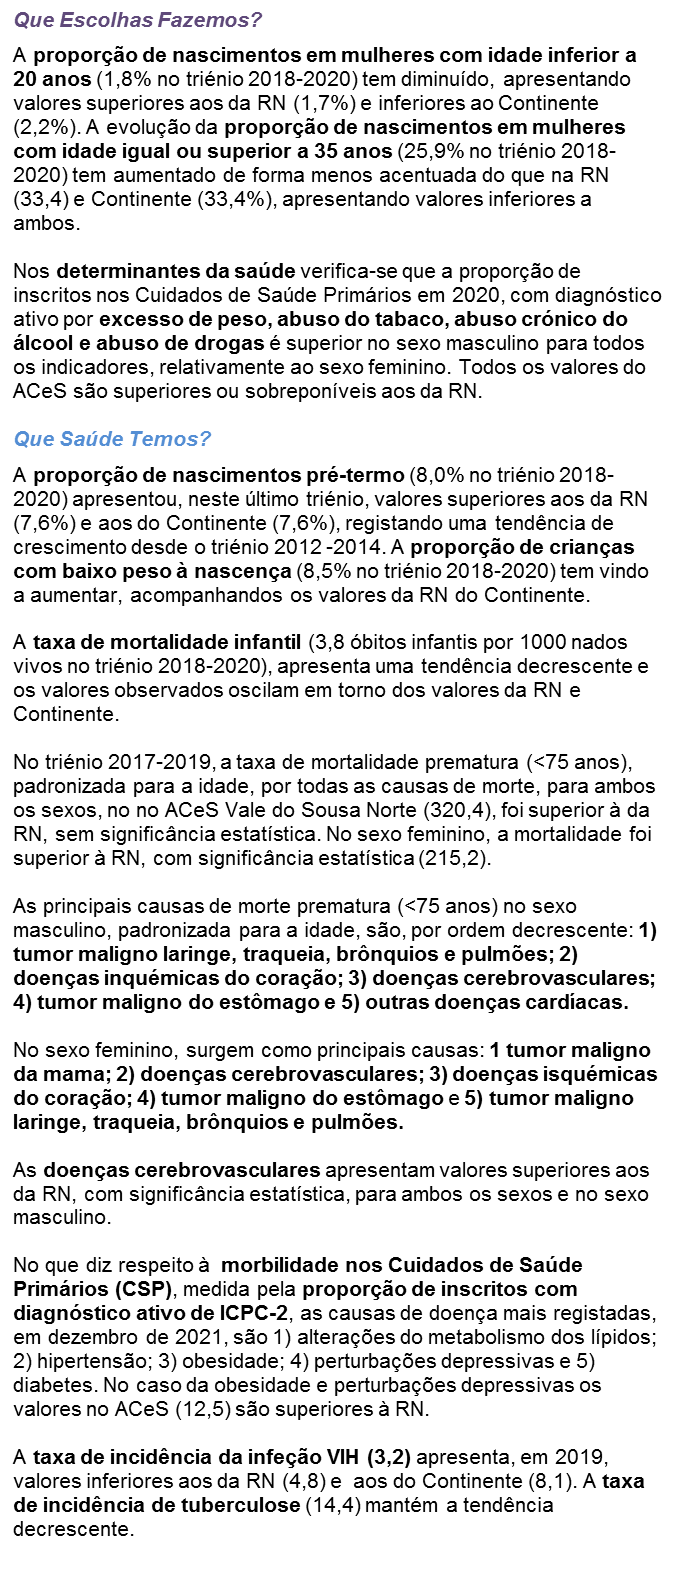 Que Escolhas Fazemos?
A proporção de nascimentos em mulheres com idade inferior a
20 anos (1,8% no triénio 2018-2020) tem diminuído, apresentando
valores superiores aos da RN (1,7%) e inferiores ao Continente
(2,2%). A evolução da proporção de nascimentos em mulheres
com idade igual ou superior a 35 anos (25,9% no triénio 2018-
2020) tem aumentado de forma menos acentuada do que na RN
(33,4) e Continente (33,4%), apresentando valores inferiores a
ambos.
Nos determinantes da saúde verifica-se que a proporção de
inscritos nos Cuidados de Saúde Primários em 2020, com diagnóstico
ativo por excesso de peso, abuso do tabaco, abuso crónico do
álcool e abuso de drogas é superior no sexo masculino para todos
os indicadores, relativamente ao sexo feminino. Todos os valores do
ACeS são superiores ou sobreponíveis aos da RN.
Que Saúde Temos?
A proporção de nascimentos pré-termo (8,0% no triénio 2018-
2020) apresentou, neste último triénio, valores superiores aos da RN
(7,6%) e aos do Continente (7,6%), registando uma tendência de
crescimento desde o triénio 2012 -2014. A proporção de crianças
com baixo peso à nascença (8,5% no triénio 2018-2020) tem vindo
a aumentar, acompanhandos os valores da RN do Continente.
A taxa de mortalidade infantil (3,8 óbitos infantis por 1000 nados
vivos no triénio 2018-2020), apresenta uma tendência decrescente e
os valores observados oscilam em torno dos valores da RN e
Continente.
No triénio 2017-2019, a taxa de mortalidade prematura (<75 anos),
padronizada para a idade, por todas as causas de morte, para ambos
os sexos, no no ACeS Vale do Sousa Norte (320,4), foi superior à da
RN, sem significância estatística. No sexo feminino, a mortalidade foi
superior à RN, com significância estatística (215,2).
As principais causas de morte prematura (<75 anos) no sexo
masculino, padronizada para a idade, são, por ordem decrescente: 1)
tumor maligno laringe, traqueia, brônquios e pulmões; 2)
doenças inquémicas do coração; 3) doenças cerebrovasculares;
4) tumor maligno do estômago e 5) outras doenças cardíacas.
No sexo feminino, surgem como principais causas: 1 tumor maligno
da mama; 2) doenças cerebrovasculares; 3) doenças isquémicas
do coração; 4) tumor maligno do estômago e 5) tumor maligno
laringe, traqueia, brônquios e pulmões.
As doenças cerebrovasculares apresentam valores superiores aos
da RN, com significância estatística, para ambos os sexos e no sexo
masculino.
No que diz respeito à morbilidade nos Cuidados de Saúde
Primários (CSP), medida pela proporção de inscritos com
diagnóstico ativo de ICPC-2, as causas de doença mais registadas,
em dezembro de 2021, são 1) alterações do metabolismo dos lípidos;
2) hipertensão; 3) obesidade; 4) perturbações depressivas e 5)
diabetes. No caso da obesidade e perturbações depressivas os
valores no ACeS (12,5) são superiores à RN.
A taxa de incidência da infeção VIH (3,2) apresenta, em 2019,
valores inferiores aos da RN (4,8) e aos do Continente (8,1). A taxa
de incidência de tuberculose (14,4) mantém a tendência
decrescente.